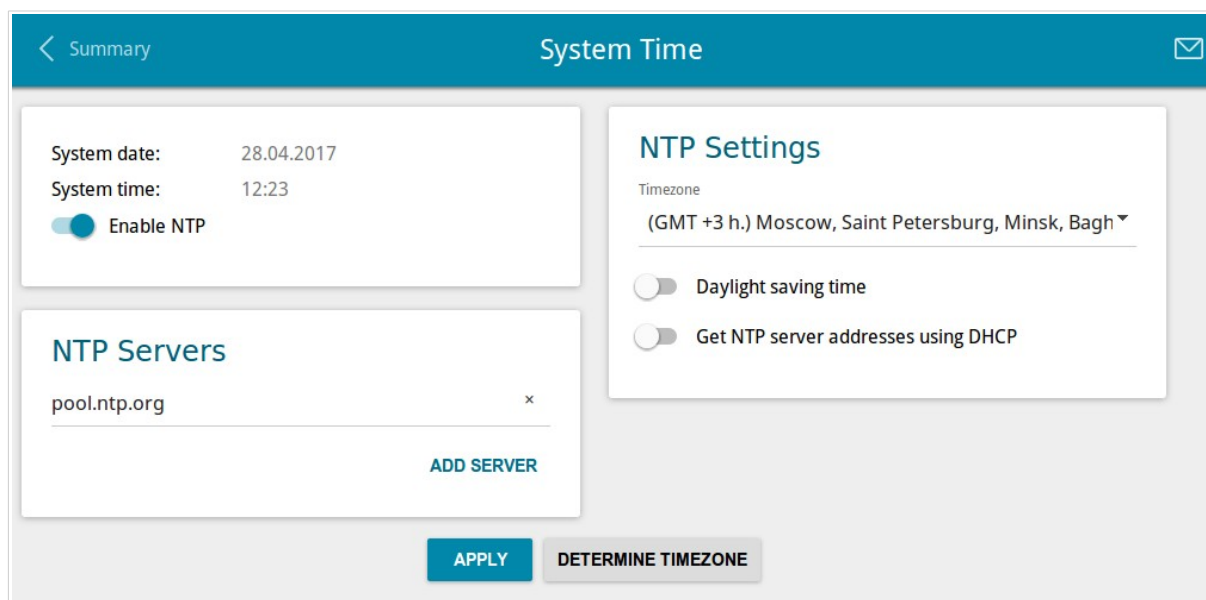 Summary
System Time
System date: 28.04.2017
System time: 12:23
Enable NTP
NTP Servers
pool.ntp.org ×
ADD SERVER
NTP Settings
Timezone
(GMT +3 h.) Moscow, Saint Petersburg, Minsk, Bagh
Daylight saving time
Get NTP server addresses using DHCP
APPLY
DETERMINE TIMEZONE